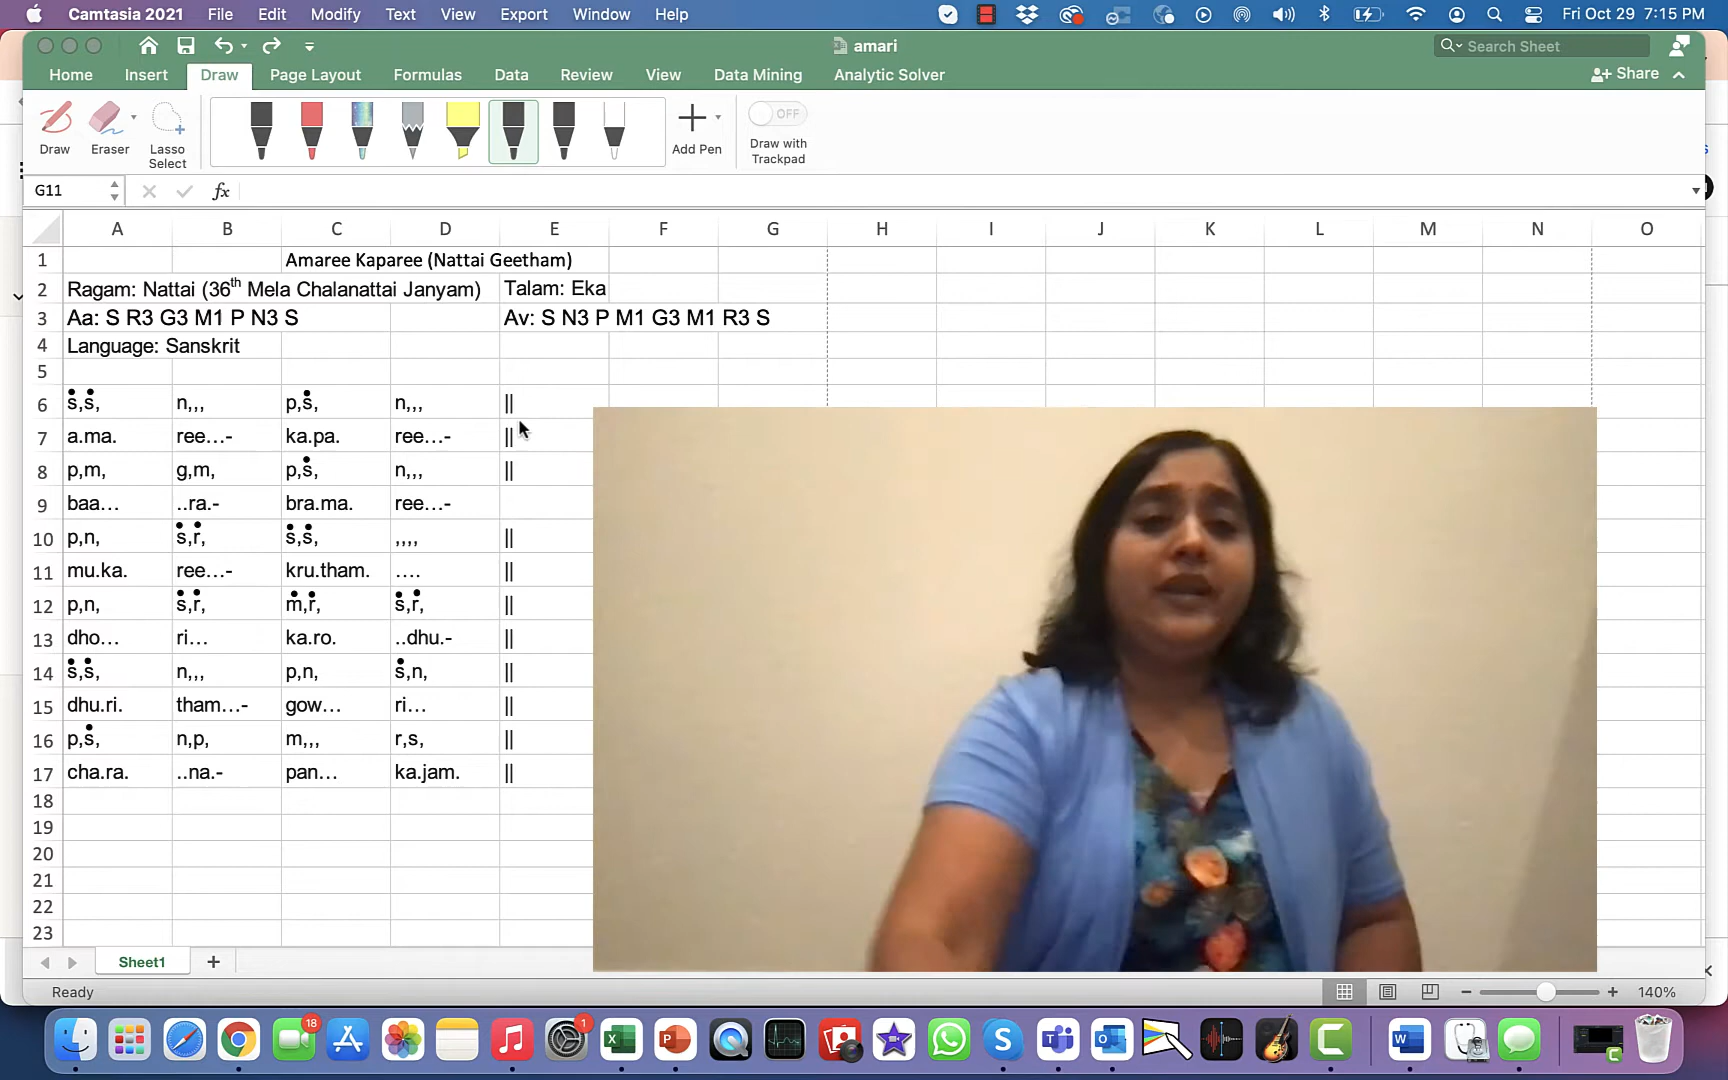 Camtasia 2021 File Edit Modify Actions Text View Export Window Help Fri Oct 29 7:15 PM
amari
Search Sheet
Home Insert Draw Page Layout Formulas Data Review View Data Mining Analytic Solver Share
Draw Eraser Lasso Select Add Pen OFF Draw with Trackpad
G11 fx
A B C D E F G H I J K L M N O
1 Amaree Kaparee (Nattai Geetham)
2 Ragam: Nattai (36th Mela Chalanattai Janyam) Talam: Eka
3 Aa: S R3 G3 M1 P N3 S Av: S N3 P M1 G3 M1 R3 S
4 Language: Sanskrit
5
6 ṡ,ṡ, n,,, p,ṡ, n,,, ||
7 a.ma. ree...- ka.pa. ree...- ||
8 p,m, g,m, p,ṡ, n,,, ||
9 baa... ..ra.- bra.ma. ree...-
10 p,n, ṡ,ṙ, ṡ,ṡ, ,,,, ||
11 mu.ka. ree...- kru.tham. .... ||
12 p,n, ṡ,ṙ, ṁ,ṙ, ṡ,ṙ, ||
13 dho... ri... ka.ro. ..dhu.- ||
14 ṡ,ṡ, n,,, p,n, ṡ,n, ||
15 dhu.ri. tham...- gow... ri... ||
16 p,ṡ, n,p, m,,, r,s, ||
17 cha.ra. ..na.- pan... ka.jam. ||
18
19
20
21
22
23
Sheet1
Ready 140%
18 1